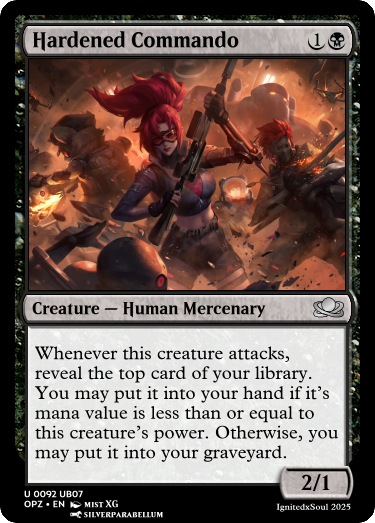 Hardened Commando 1
Creature — Human Mercenary
Whenever this creature attacks,
reveal the top card of your library.
You may put it into your hand if it's
mana value is less than or equal to
this creature's power. Otherwise, you
may put it into your graveyard.
2/1
U 0092 UB07
OPZ • EN MIST XG
SILVERPARABELLUM
IgnitedxSoul 2025